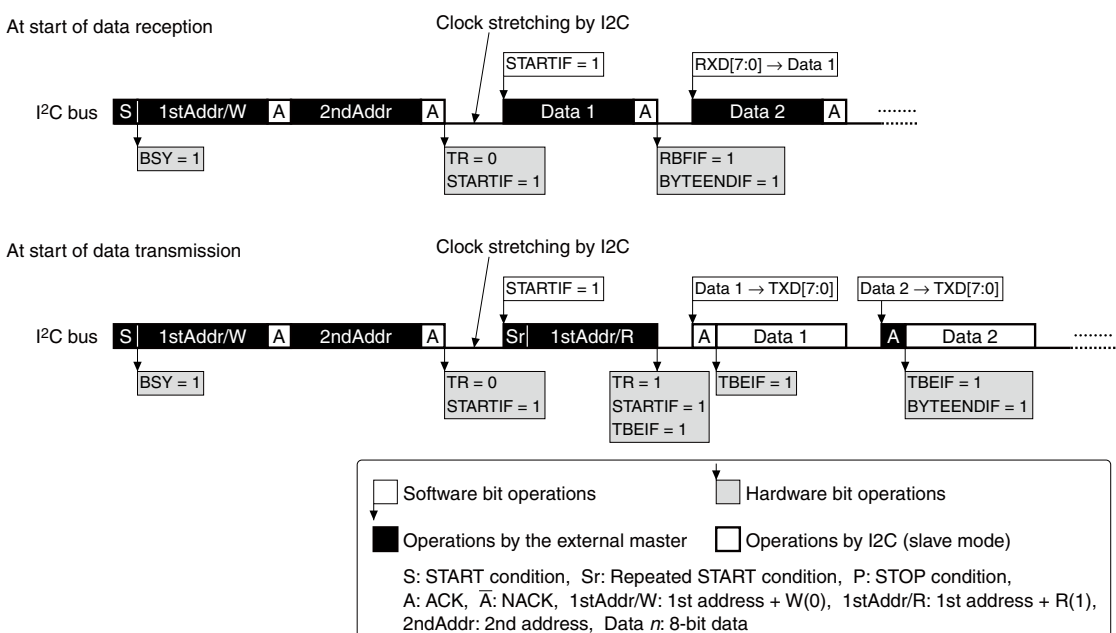 At start of data reception
Clock stretching by I2C
STARTIF = 1
RXD[7:0] → Data 1
I²C bus S 1stAddr/W A 2ndAddr A Data 1 A Data 2 A
BSY = 1
TR = 0
STARTIF = 1
RBFIF = 1
BYTEENDIF = 1
At start of data transmission
Clock stretching by I2C
STARTIF = 1
Data 1 → TXD[7:0]
Data 2 → TXD[7:0]
I²C bus S 1stAddr/W A 2ndAddr A Sr 1stAddr/R A Data 1 A Data 2
BSY = 1
TR = 0
STARTIF = 1
TR = 1
STARTIF = 1
TBEIF = 1
TBEIF = 1
TBEIF = 1
BYTEENDIF = 1
Software bit operations
Hardware bit operations
Operations by the external master
Operations by I2C (slave mode)
S: START condition, Sr: Repeated START condition, P: STOP condition,
A: ACK, A̅: NACK, 1stAddr/W: 1st address + W(0), 1stAddr/R: 1st address + R(1),
2ndAddr: 2nd address, Data n: 8-bit data